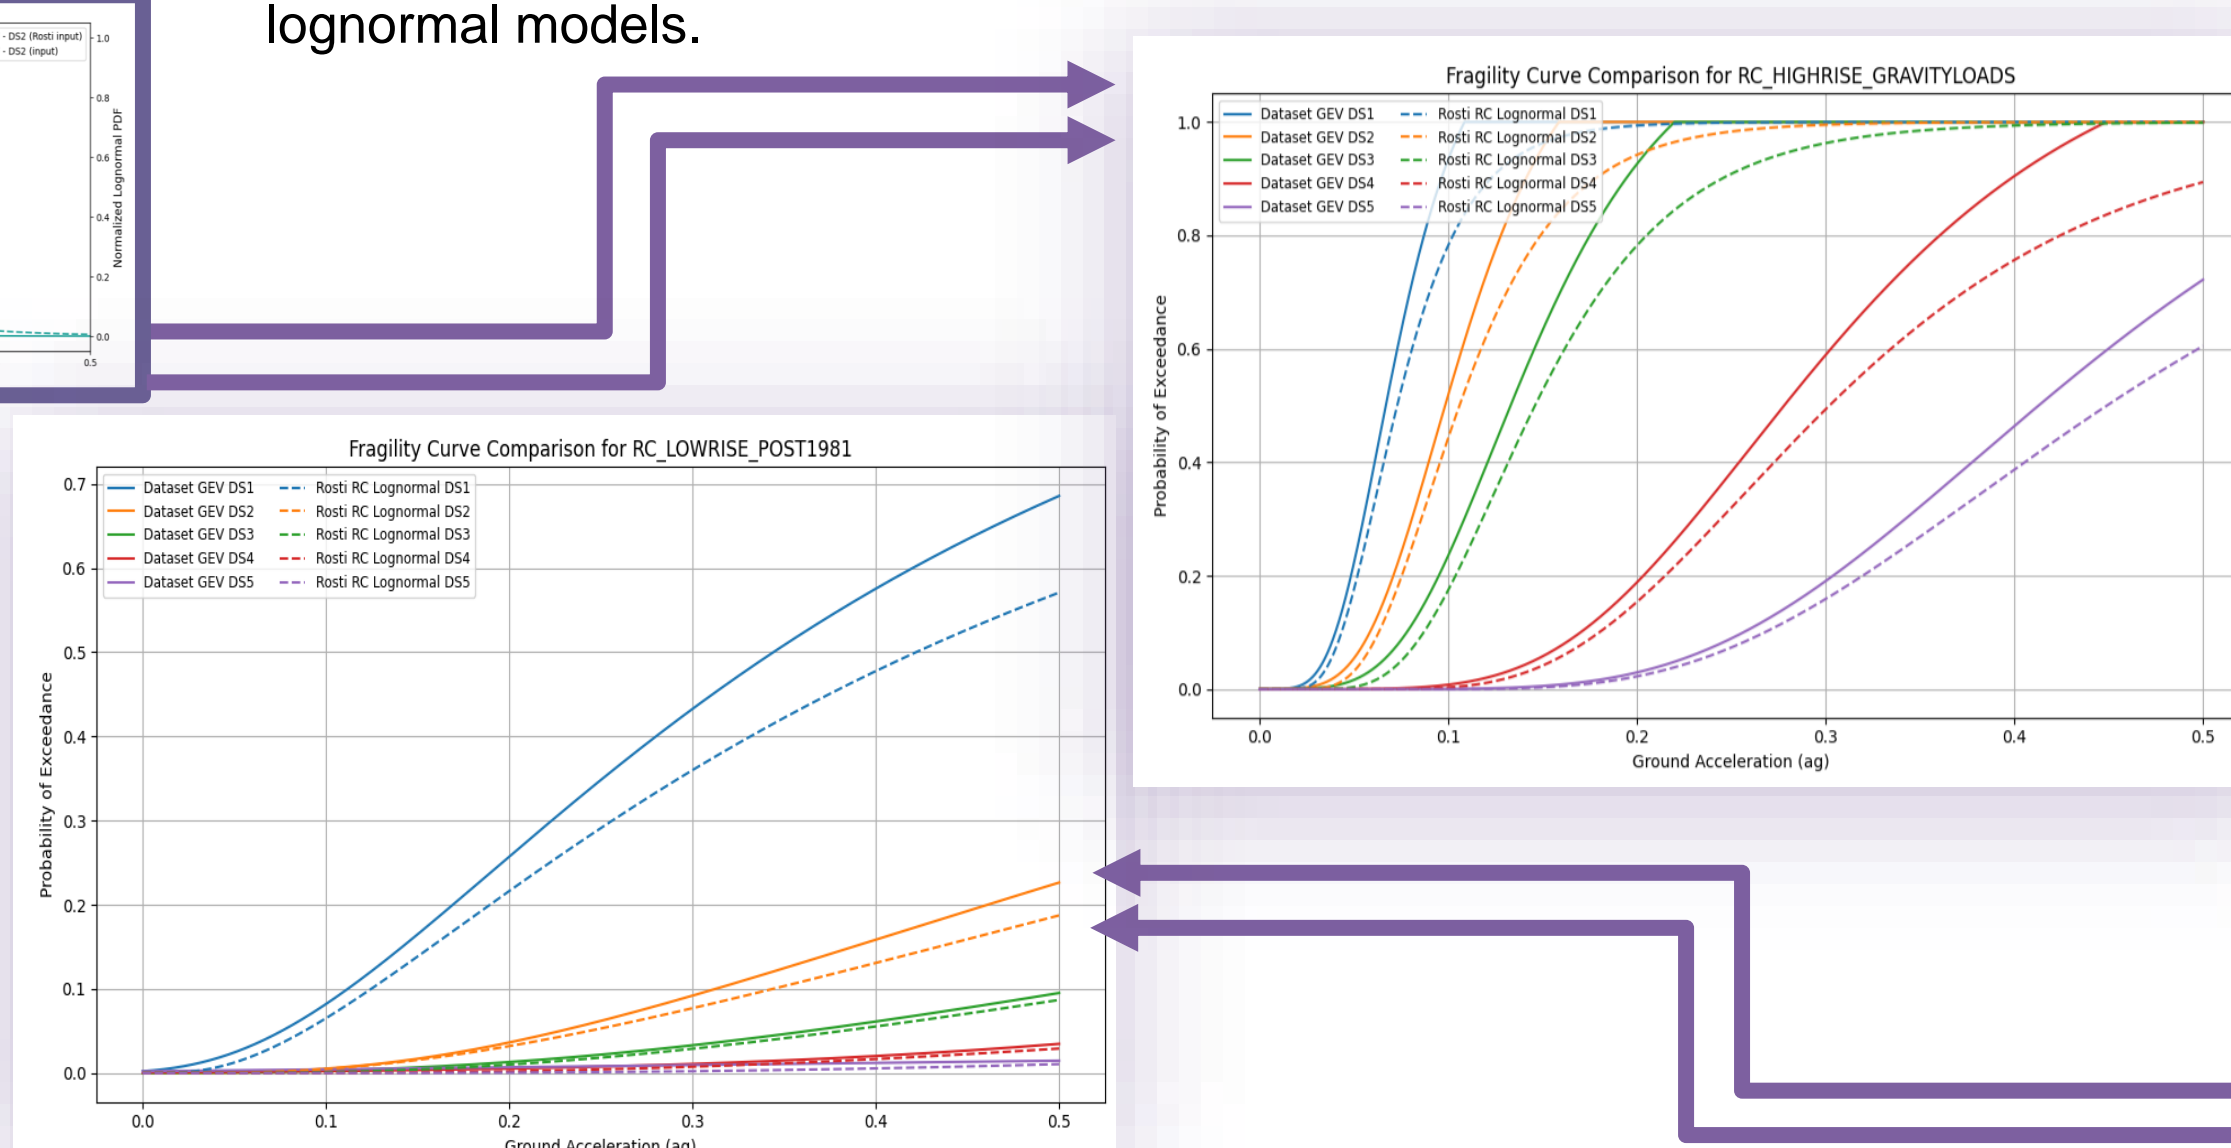 lognormal models.
- DS2 (Rosti input)
- DS2 (input)
1.0
0.8
0.6
0.4
0.2
0.0
0.5
Normalized Lognormal PDF
Fragility Curve Comparison for RC_HIGHRISE_GRAVITYLOADS
Dataset GEV DS1 Rosti RC Lognormal DS1
Dataset GEV DS2 Rosti RC Lognormal DS2
Dataset GEV DS3 Rosti RC Lognormal DS3
Dataset GEV DS4 Rosti RC Lognormal DS4
Dataset GEV DS5 Rosti RC Lognormal DS5
Probability of Exceedance
1.0
0.8
0.6
0.4
0.2
0.0
0.0 0.1 0.2 0.3 0.4 0.5
Ground Acceleration (ag)
Fragility Curve Comparison for RC_LOWRISE_POST1981
Dataset GEV DS1 Rosti RC Lognormal DS1
Dataset GEV DS2 Rosti RC Lognormal DS2
Dataset GEV DS3 Rosti RC Lognormal DS3
Dataset GEV DS4 Rosti RC Lognormal DS4
Dataset GEV DS5 Rosti RC Lognormal DS5
Probability of Exceedance
0.7
0.6
0.5
0.4
0.3
0.2
0.1
0.0
0.0 0.1 0.2 0.3 0.4 0.5
Ground Acceleration (ag)